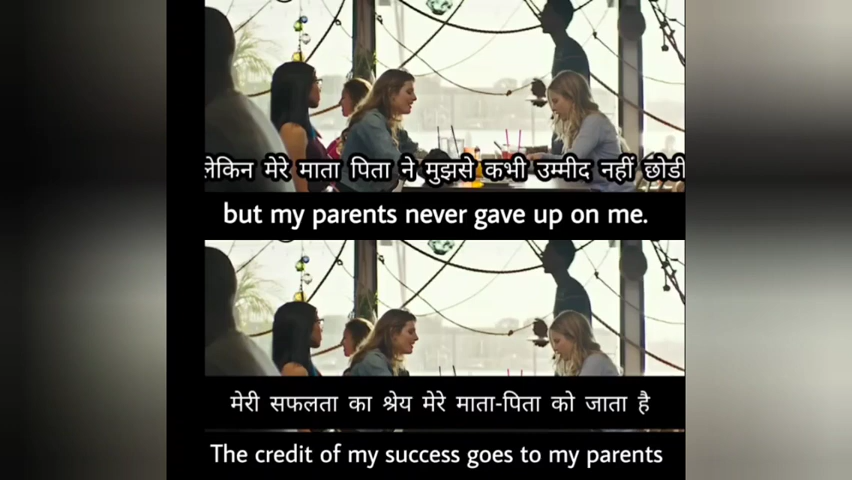 लेकिन मेरे माता पिता ने मुझसे कभी उम्मीद नहीं छोडी
but my parents never gave up on me.
मेरी सफलता का श्रेय मेरे माता-पिता को जाता है
The credit of my success goes to my parents